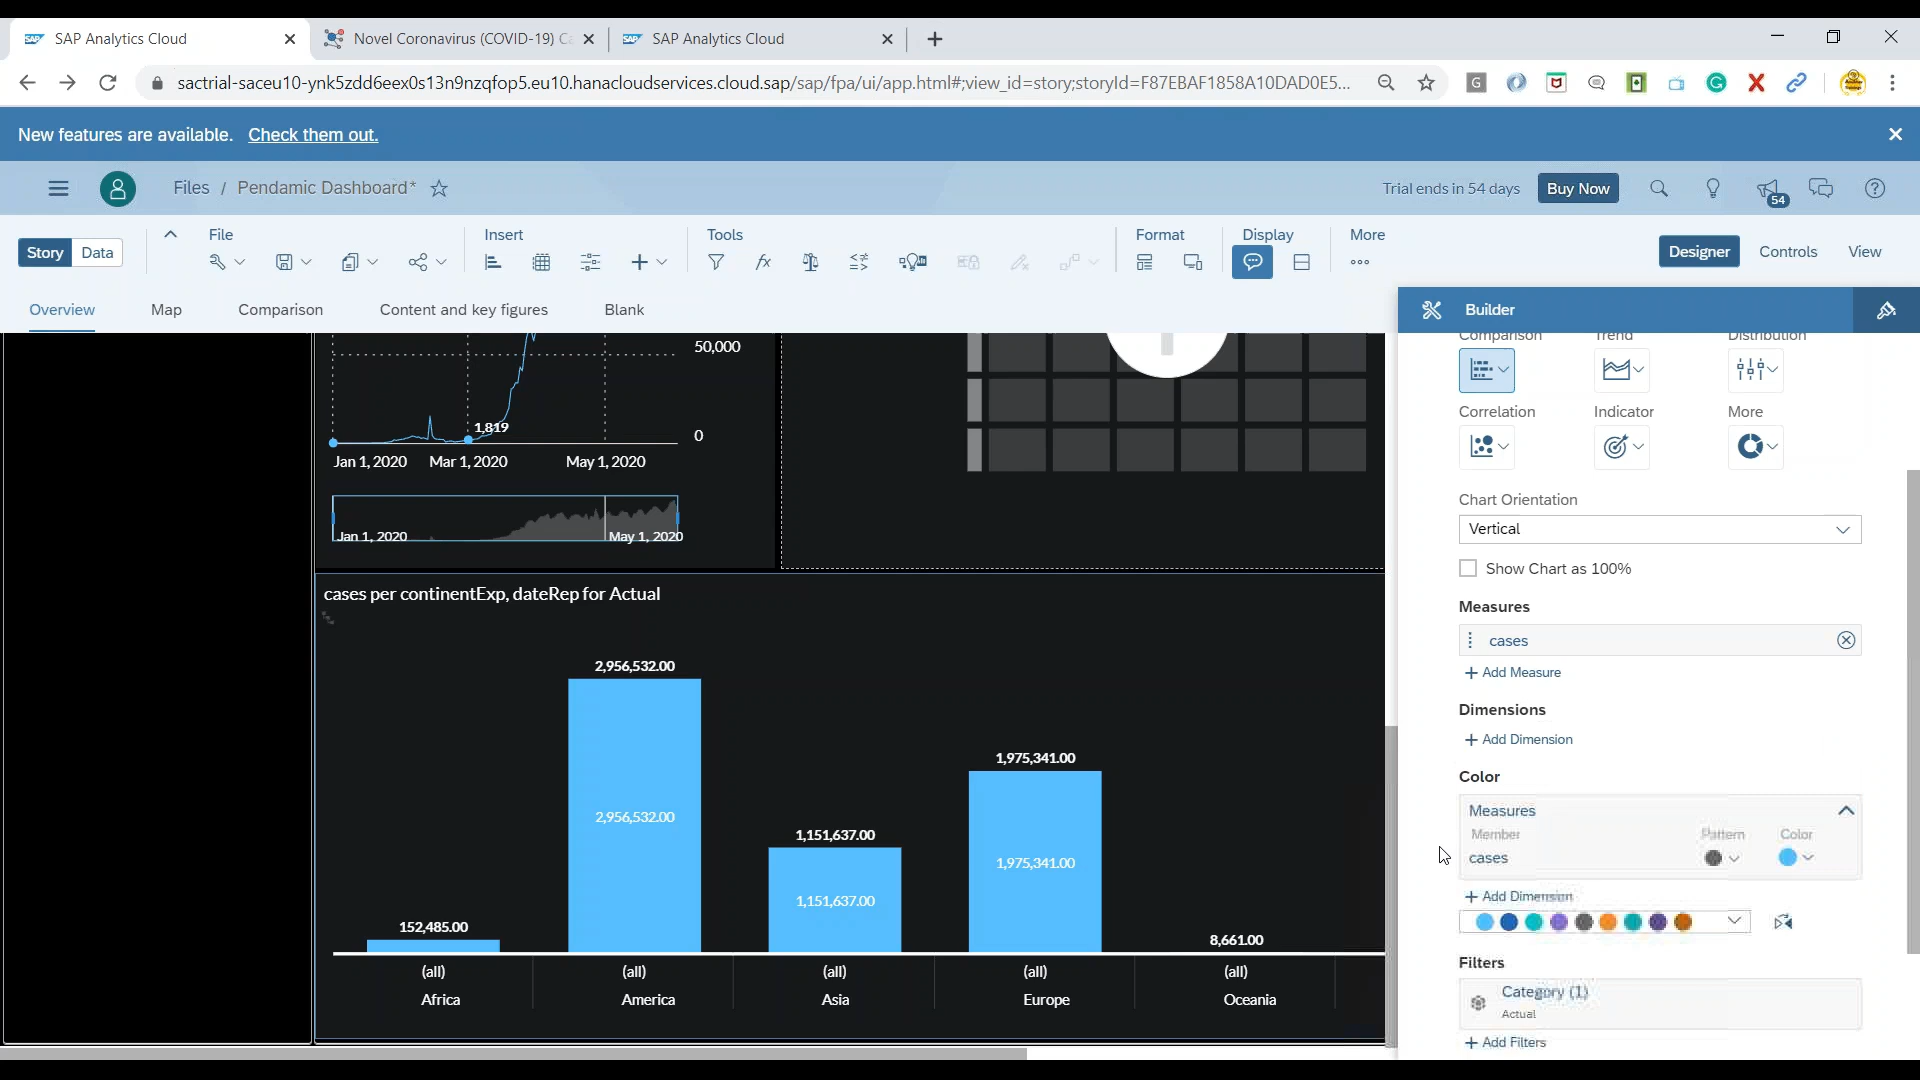 SAP Analytics Cloud
Novel Coronavirus (COVID-19) Ca
SAP Analytics Cloud
sactrial-saceu10-ynk5zdd6eex0s13n9nzqfop5.eu10.hanacloudservices.cloud.sap/sap/fpa/ui/app.html#;view_id=story;storyId=F87EBAF1858A10DAD0E5...
New features are available. Check them out.
Files / Pendamic Dashboard*
Trial ends in 54 days
Buy Now
54
Story Data
File
Insert
Tools
Format
Display
More
Designer
Controls
View
Overview
Map
Comparison
Content and key figures
Blank
Builder
Comparison
Trend
Distribution
Correlation
Indicator
More
Chart Orientation
Vertical
Show Chart as 100%
Measures
cases
+ Add Measure
Dimensions
+ Add Dimension
Color
Measures
Member
Pattern
Color
cases
+ Add Dimension
Filters
Category (1)
Actual
+ Add Filters
50,000
1,819
0
Jan 1, 2020
Mar 1, 2020
May 1, 2020
Jan 1, 2020
May 1, 2020
cases per continentExp, dateRep for Actual
2,956,532.00
1,975,341.00
2,956,532.00
1,151,637.00
1,975,341.00
1,151,637.00
152,485.00
8,661.00
(all)
(all)
(all)
(all)
(all)
Africa
America
Asia
Europe
Oceania